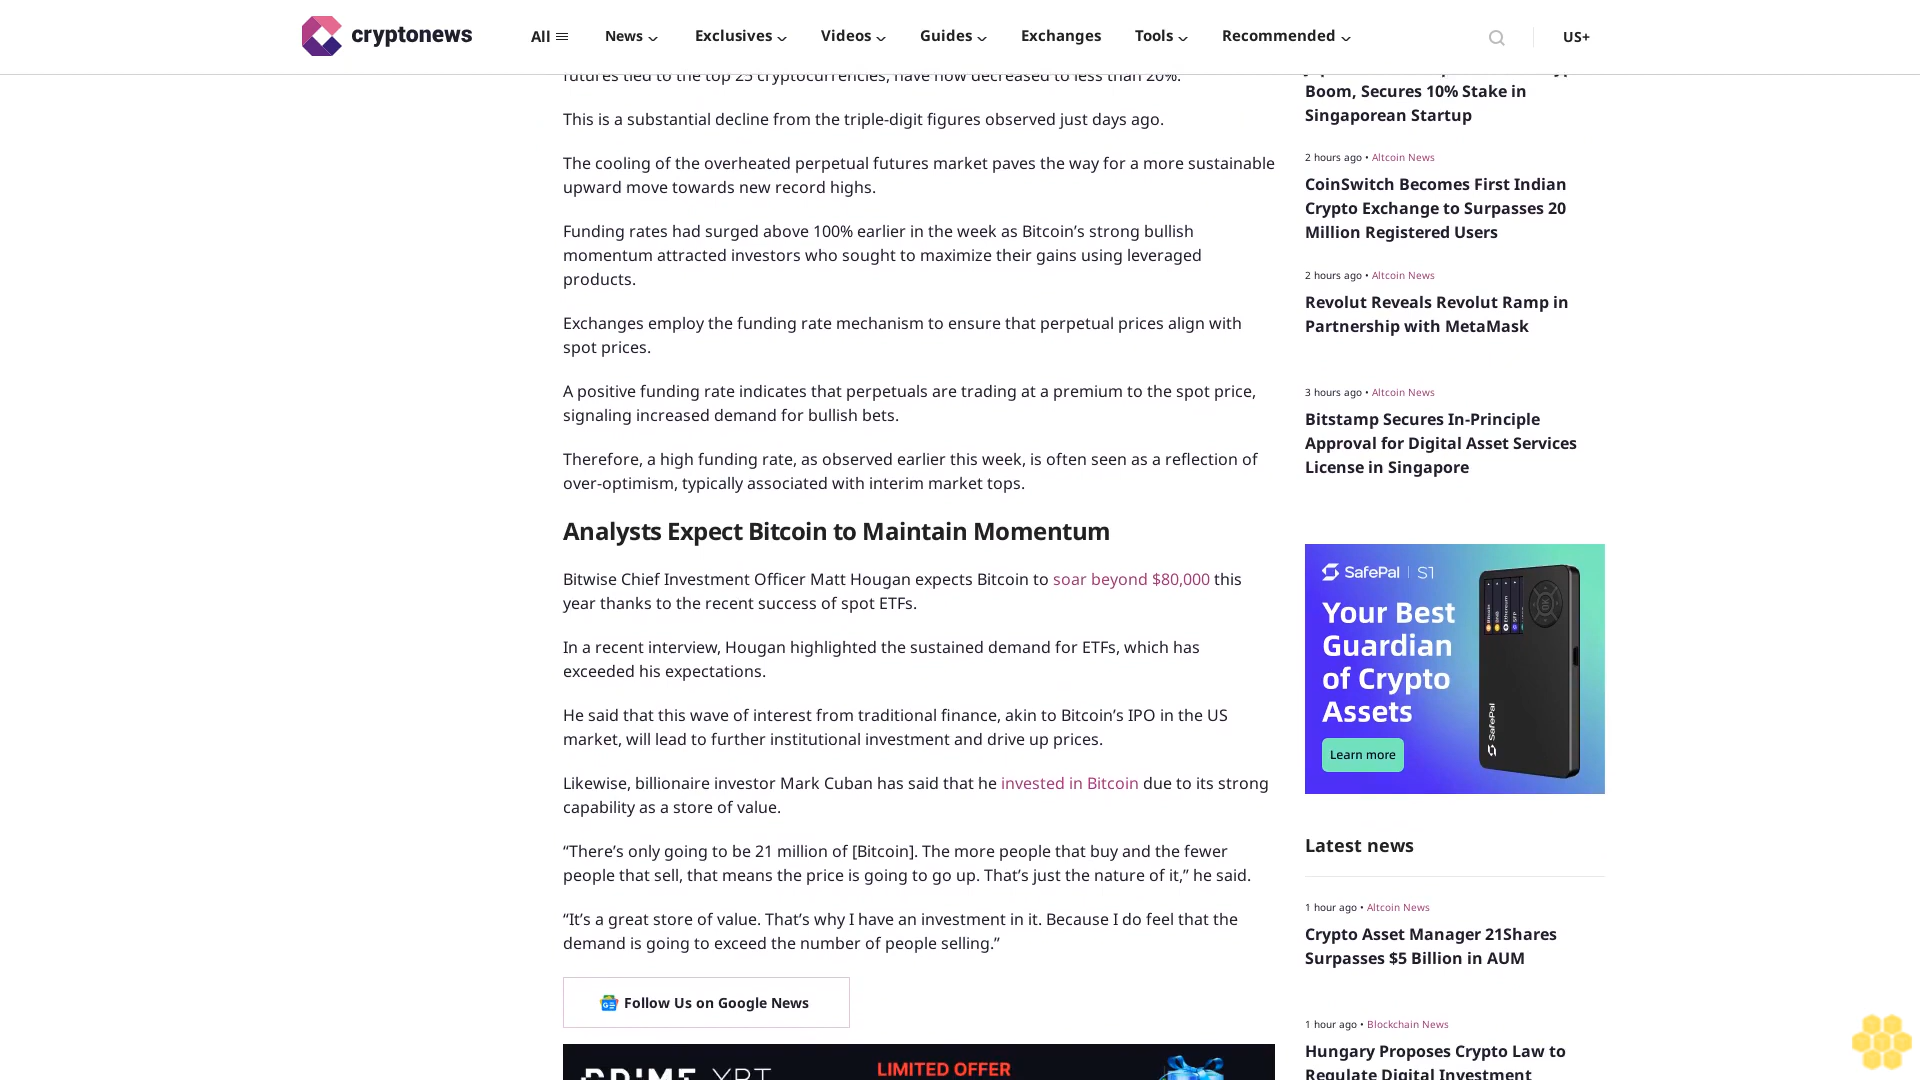 cryptonews
All
News
Exclusives
Videos
Guides
Exchanges
Tools
Recommended
US+
futures tied to the top 25 cryptocurrencies, have now decreased to less than 20%.
This is a substantial decline from the triple-digit figures observed just days ago.
The cooling of the overheated perpetual futures market paves the way for a more sustainable
upward move towards new record highs.
Funding rates had surged above 100% earlier in the week as Bitcoin’s strong bullish
momentum attracted investors who sought to maximize their gains using leveraged
products.
Exchanges employ the funding rate mechanism to ensure that perpetual prices align with
spot prices.
A positive funding rate indicates that perpetuals are trading at a premium to the spot price,
signaling increased demand for bullish bets.
Therefore, a high funding rate, as observed earlier this week, is often seen as a reflection of
over-optimism, typically associated with interim market tops.
Analysts Expect Bitcoin to Maintain Momentum
Bitwise Chief Investment Officer Matt Hougan expects Bitcoin to soar beyond $80,000 this
year thanks to the recent success of spot ETFs.
In a recent interview, Hougan highlighted the sustained demand for ETFs, which has
exceeded his expectations.
He said that this wave of interest from traditional finance, akin to Bitcoin’s IPO in the US
market, will lead to further institutional investment and drive up prices.
Likewise, billionaire investor Mark Cuban has said that he invested in Bitcoin due to its strong
capability as a store of value.
“There’s only going to be 21 million of [Bitcoin]. The more people that buy and the fewer
people that sell, that means the price is going to go up. That’s just the nature of it,” he said.
“It’s a great store of value. That’s why I have an investment in it. Because I do feel that the
demand is going to exceed the number of people selling.”
Follow Us on Google News
PRIME XBT
LIMITED OFFER
Boom, Secures 10% Stake in
Singaporean Startup
2 hours ago • Altcoin News
CoinSwitch Becomes First Indian
Crypto Exchange to Surpasses 20
Million Registered Users
2 hours ago • Altcoin News
Revolut Reveals Revolut Ramp in
Partnership with MetaMask
3 hours ago • Altcoin News
Bitstamp Secures In-Principle
Approval for Digital Asset Services
License in Singapore
SafePal | S1
Your Best
Guardian
of Crypto
Assets
Learn more
SafePal
Latest news
1 hour ago • Altcoin News
Crypto Asset Manager 21Shares
Surpasses $5 Billion in AUM
1 hour ago • Blockchain News
Hungary Proposes Crypto Law to
Regulate Digital Investment